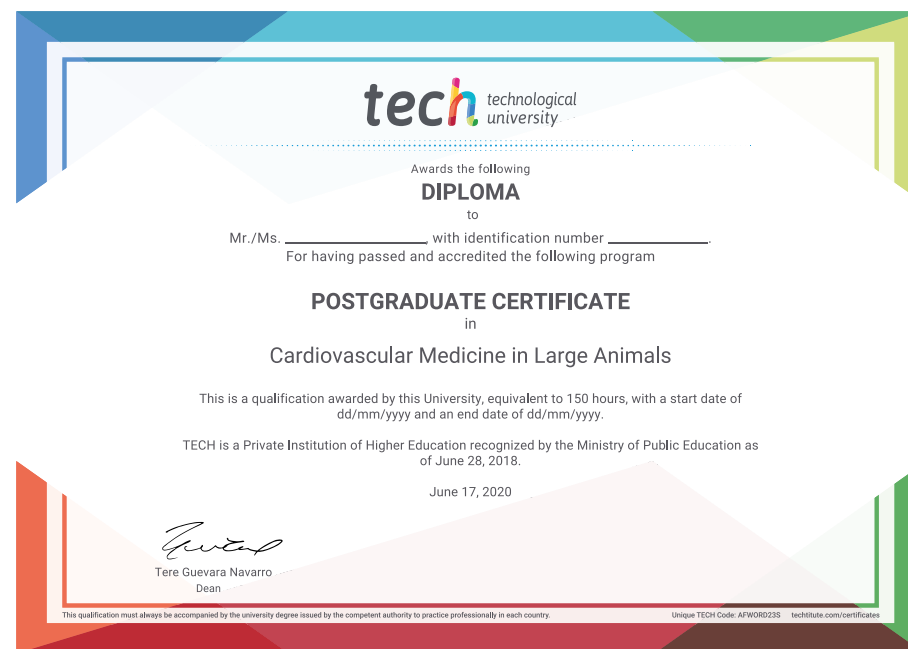 tech technological
university
Awards the following
DIPLOMA
to
Mr./Ms. ____________________, with identification number ______________.
For having passed and accredited the following program
POSTGRADUATE CERTIFICATE
in
Cardiovascular Medicine in Large Animals
This is a qualification awarded by this University, equivalent to 150 hours, with a start date of
dd/mm/yyyy and an end date of dd/mm/yyyy.
TECH is a Private Institution of Higher Education recognized by the Ministry of Public Education as
of June 28, 2018.
June 17, 2020
Tere Guevara Navarro
Dean
This qualification must always be accompanied by the university degree issued by the competent authority to practice professionally in each country.
Unique TECH Code: AFWORD23S techtitute.com/certificates